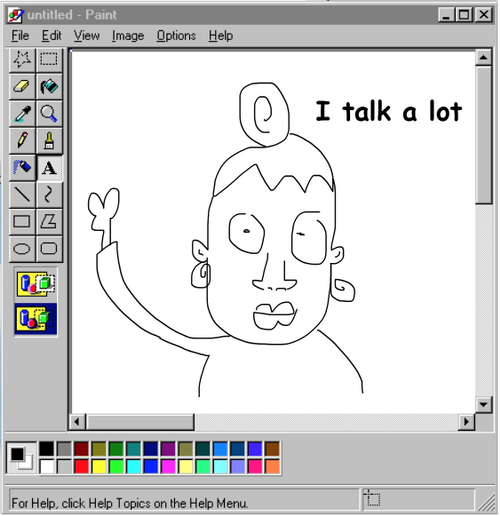 untitled - Paint
File Edit View Image Options Help
A
I talk a lot
For Help, click Help Topics on the Help Menu.